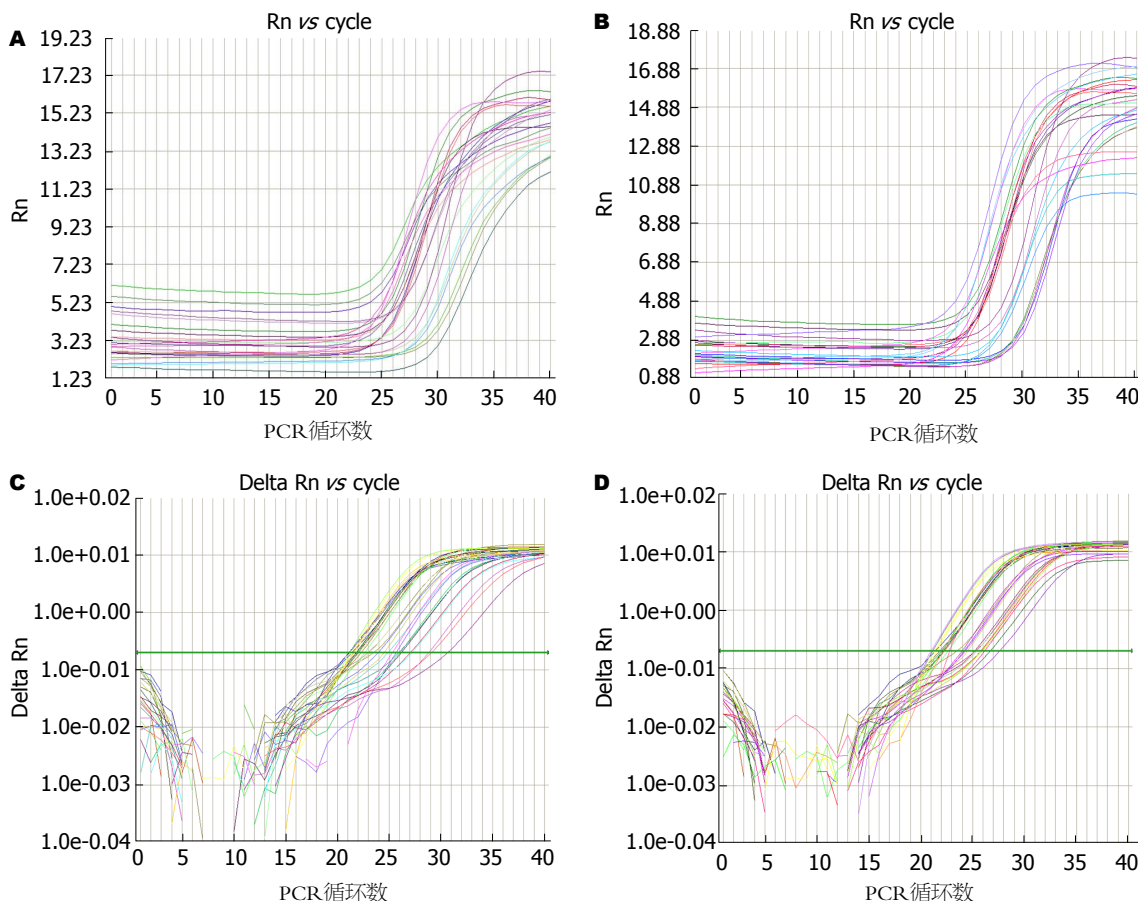 A
Rn vs cycle
19.23
17.23
15.23
13.23
11.23
9.23
7.23
5.23
3.23
1.23
Rn
0 5 10 15 20 25 30 35 40
PCR循环数
B
Rn vs cycle
18.88
16.88
14.88
12.88
10.88
8.88
6.88
4.88
2.88
0.88
Rn
0 5 10 15 20 25 30 35 40
PCR循环数
C
Delta Rn vs cycle
1.0e+0.02
1.0e+0.01
1.0e+0.00
1.0e-0.01
1.0e-0.02
1.0e-0.03
1.0e-0.04
Delta Rn
0 5 10 15 20 25 30 35 40
PCR循环数
D
Delta Rn vs cycle
1.0e+0.02
1.0e+0.01
1.0e+0.00
1.0e-0.01
1.0e-0.02
1.0e-0.03
1.0e-0.04
Delta Rn
0 5 10 15 20 25 30 35 40
PCR循环数